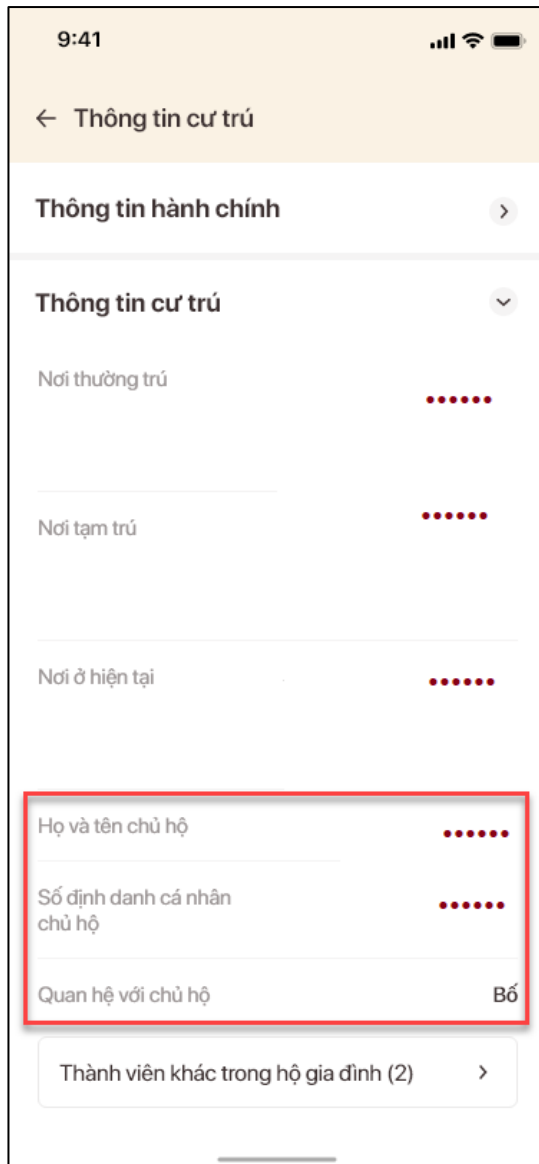 9:41
← Thông tin cư trú
Thông tin hành chính
Thông tin cư trú
Nơi thường trú
••••••
Nơi tạm trú
••••••
Nơi ở hiện tại
••••••
Họ và tên chủ hộ
••••••
Số định danh cá nhân
chủ hộ
••••••
Quan hệ với chủ hộ
Bố
Thành viên khác trong hộ gia đình (2)